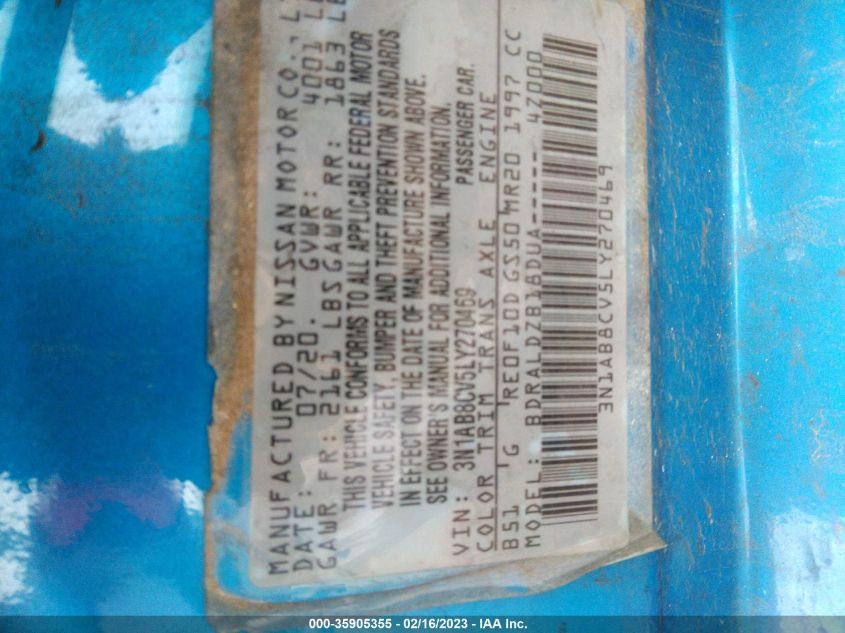 MANUFACTURED BY NISSAN MOTOR CO.,
DATE: 07/20. GVWR: 4001
GAWR FR: 2161 LBS GAWR RR: 1863
THIS VEHICLE CONFORMS TO ALL APPLICABLE FEDERAL MOTOR
VEHICLE SAFETY, BUMPER AND THEFT PREVENTION STANDARDS
IN EFFECT ON THE DATE OF MANUFACTURE SHOWN ABOVE.
SEE OWNER'S MANUAL FOR ADDITIONAL INFORMATION.
VIN: 3N1AB8CV5LY270469 PASSENGER CAR.
COLOR TRIM TRANS AXLE ENGINE
B51 'G 'RE0F10D GS50 MR20 1997 CC
MODEL: BDRALDZB18DUA----- 4Z000
3N1AB8CV5LY270469
000-35905355 - 02/16/2023 - IAA Inc.